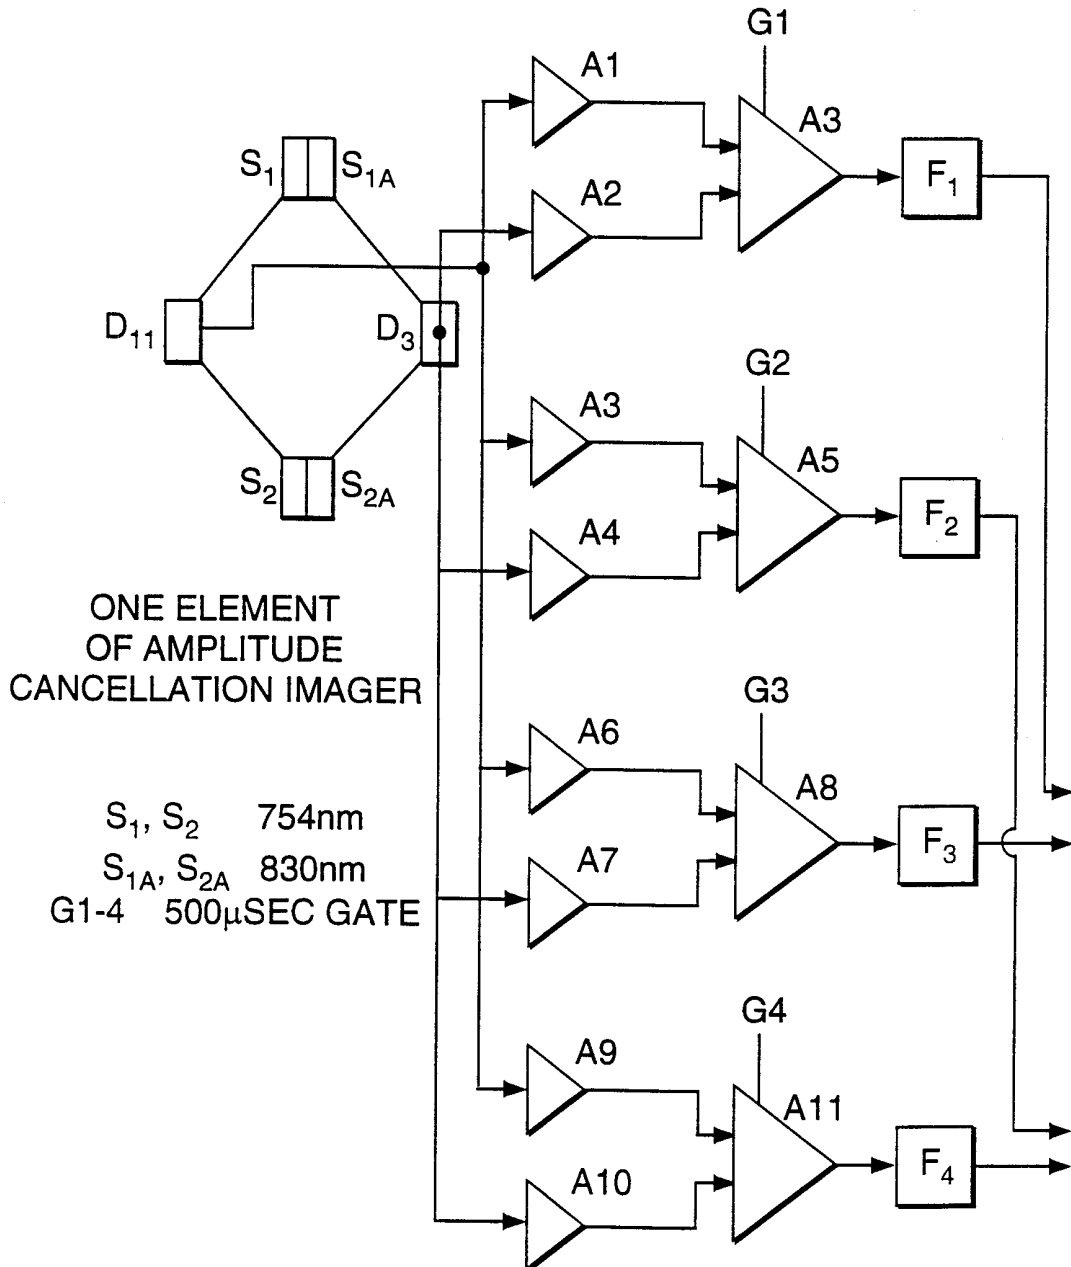 G1
A1
A3
S₁ S₁A
F₁
A2
D₁₁ D₃
G2
A3
A5
S₂ S₂A
F₂
A4
ONE ELEMENT
OF AMPLITUDE
CANCELLATION IMAGER
G3
A6
A8
S₁, S₂ 754nm
F₃
A7
S₁A, S₂A 830nm
G1-4 500μSEC GATE
G4
A9
A11
F₄
A10